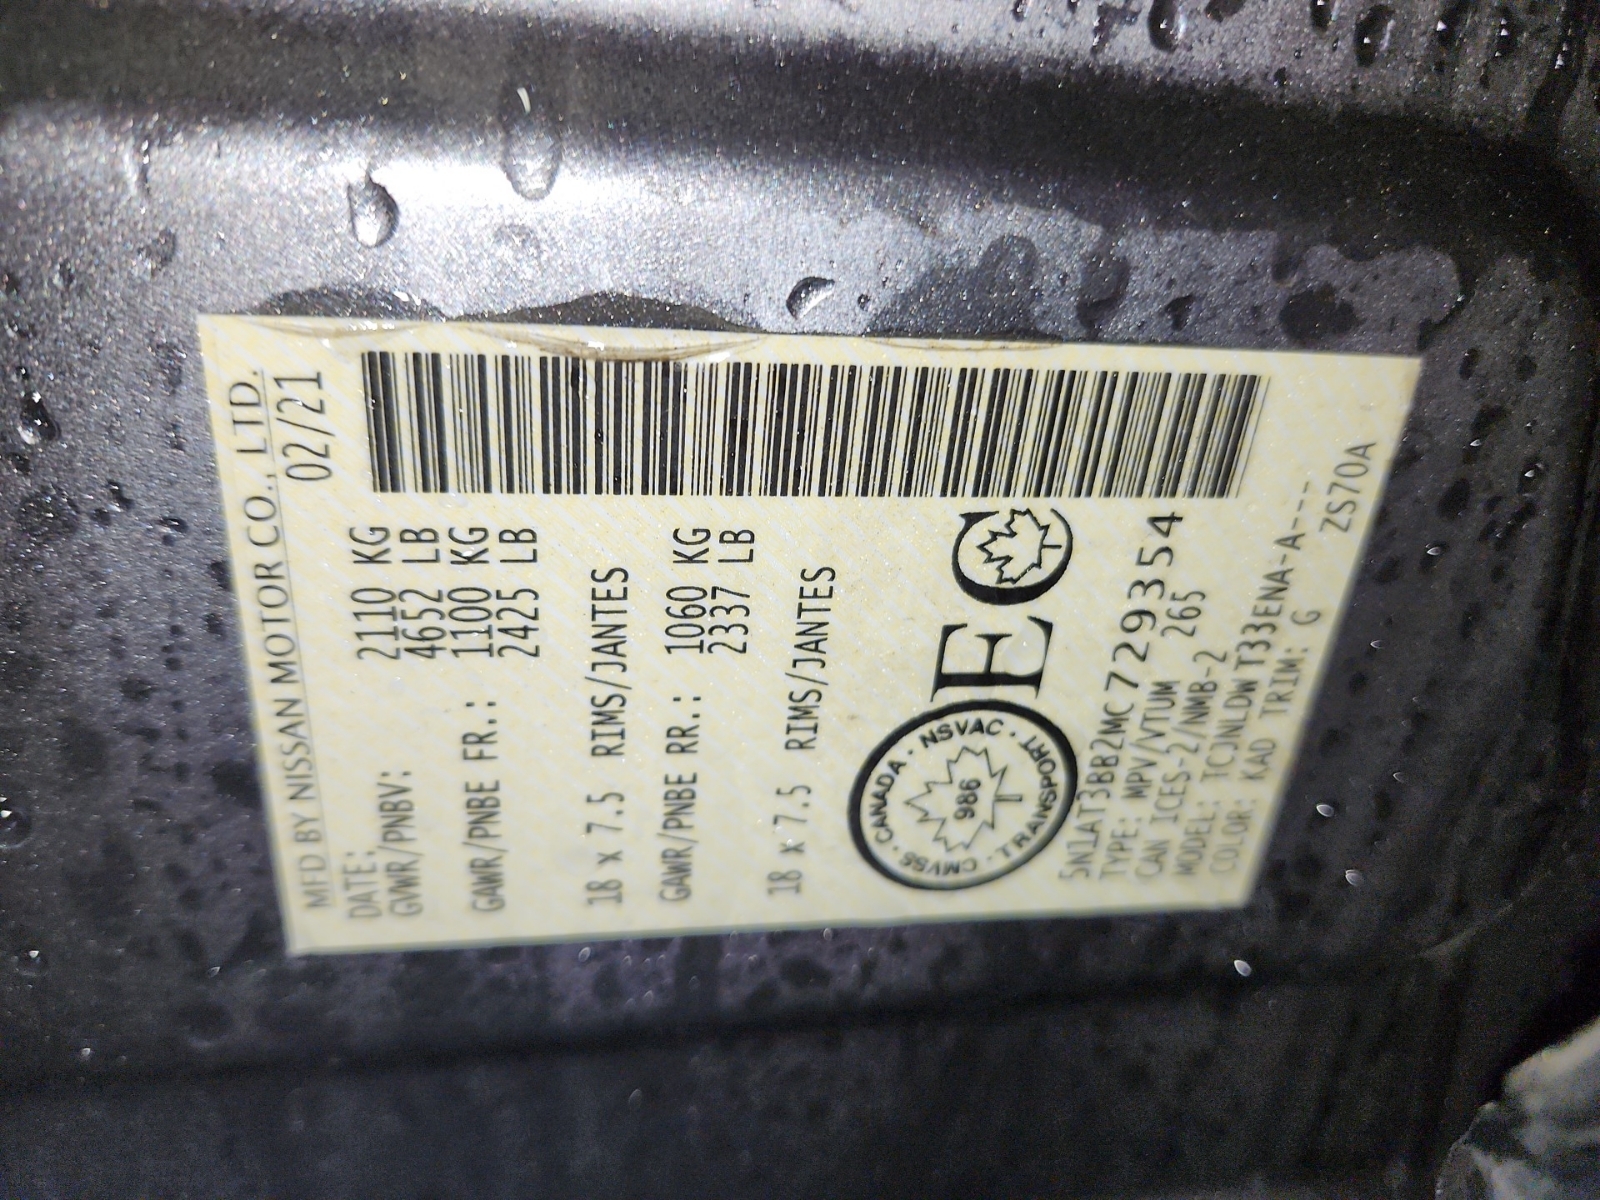 MFD BY NISSAN MOTOR CO., LTD.
DATE: 02/21
GVWR/PNBV: 2110 KG
4652 LB
GAWR/PNBE FR.: 1100 KG
2425 LB
18 x 7.5 RIMS/JANTES
GAWR/PNBE RR.: 1060 KG
2337 LB
18 x 7.5 RIMS/JANTES
CANADA · NSVAC · TRANSPORT · CMVSS ·
986
EC
5N1AT3BB2MC729354
TYPE: MPV/VTUM 265
CAN ICES-2/NMB-2
MODEL: TCJNLDWT33ENA-A---
COLOR: KAD TRIM: G
ZS70A